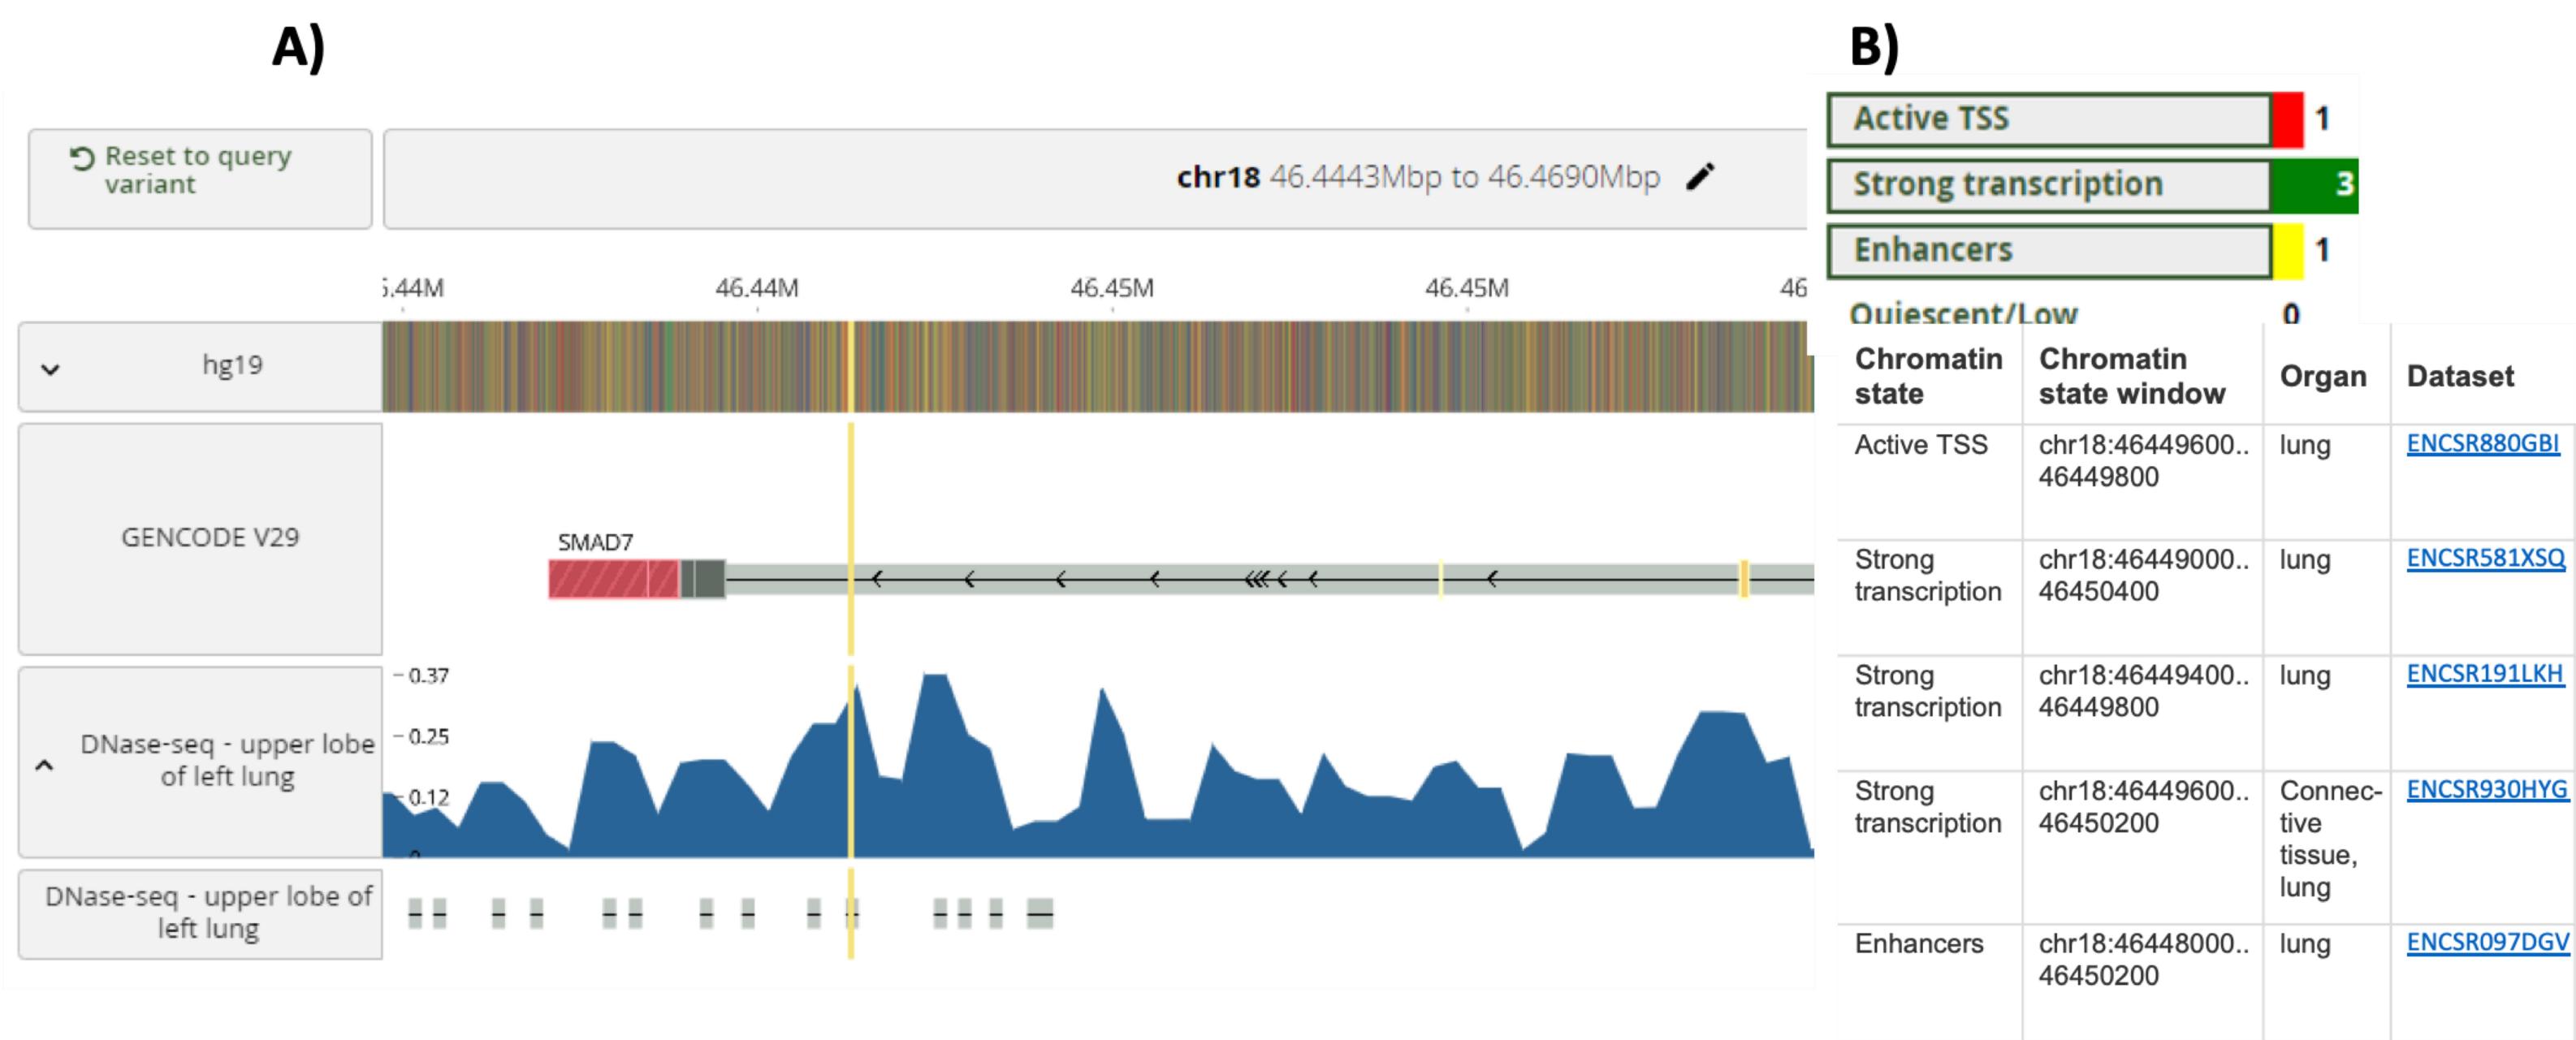 A)
Reset to query
variant
chr18 46.4443Mbp to 46.4690Mbp
5.44M 46.44M 46.45M 46.45M 46
hg19
GENCODE V29
SMAD7
DNase-seq - upper lobe
of left lung
0.37
0.25
0.12
0
DNase-seq - upper lobe of
left lung
B)
Active TSS 1
Strong transcription 3
Enhancers 1
Quiescent/Low 0
Chromatin
state
Chromatin
state window
Organ
Dataset
Active TSS
chr18:46449600..
46449800
lung
ENCSR880GBI
Strong
transcription
chr18:46449000..
46450400
lung
ENCSR581XSQ
Strong
transcription
chr18:46449400..
46449800
lung
ENCSR191LKH
Strong
transcription
chr18:46449600..
46450200
Connec-
tive
tissue,
lung
ENCSR930HYG
Enhancers
chr18:46448000..
46450200
lung
ENCSR097DGV